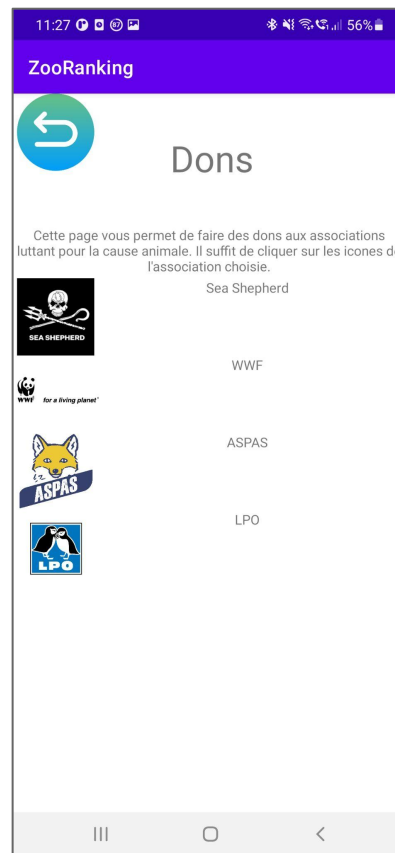 11:27 87 56%
ZooRanking
Dons
Cette page vous permet de faire des dons aux associations
luttant pour la cause animale. Il suffit de cliquer sur les icones d
l'association choisie.
Sea Shepherd
SEA SHEPHERD
WWF
WWF for a living planet®
ASPAS
ASPAS
LPO
LPO